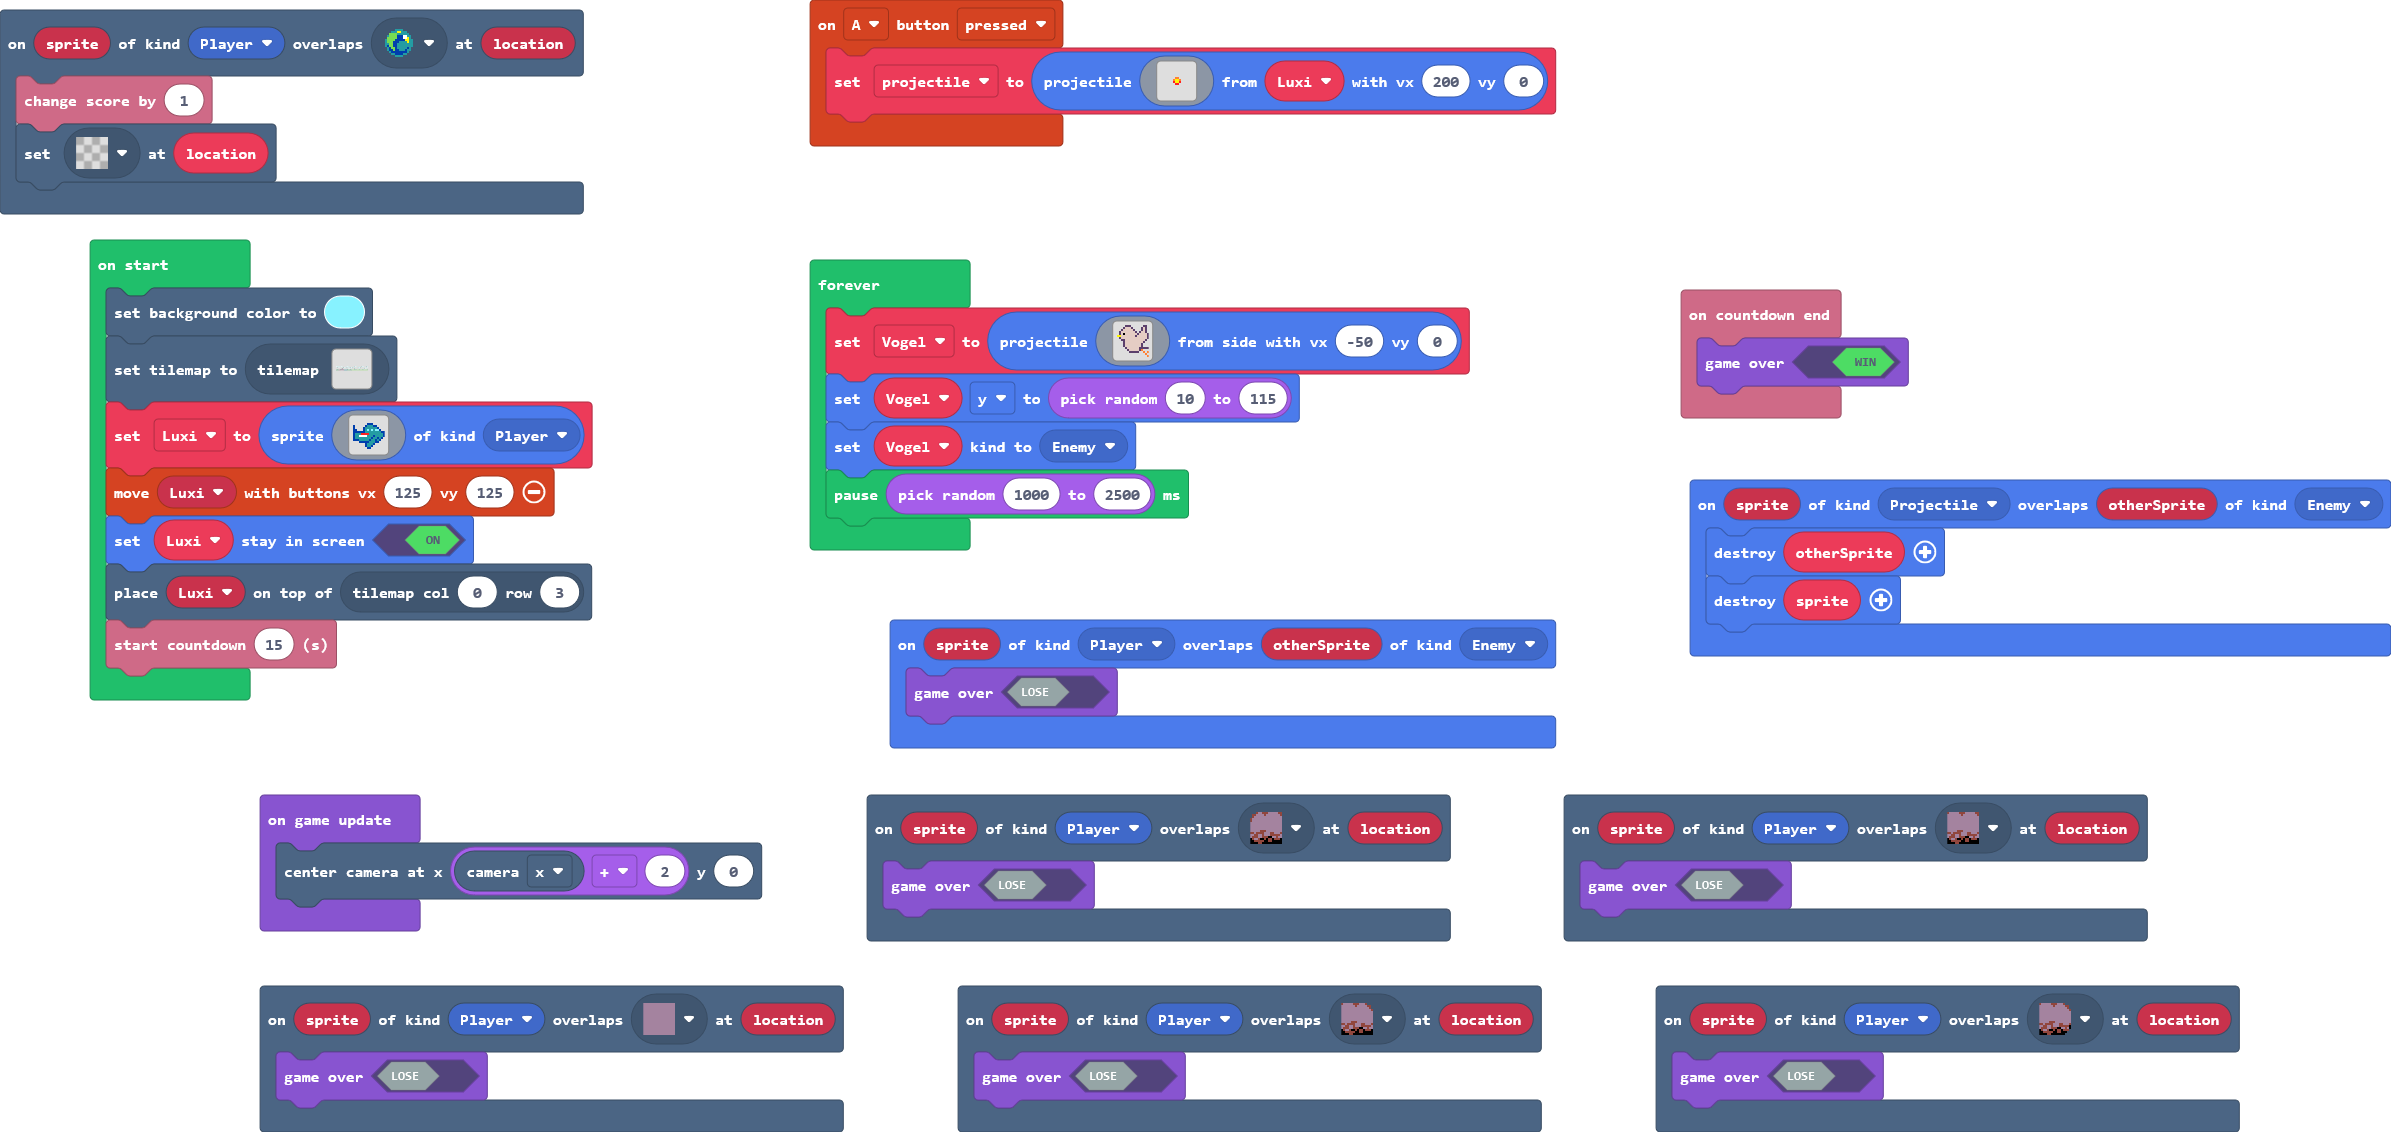 on sprite of kind Player overlaps at location
change score by 1
set at location
on A button pressed
set projectile to projectile from Luxi with vx 200 vy 0
on start
set background color to
set tilemap to tilemap
set Luxi to sprite of kind Player
move Luxi with buttons vx 125 vy 125
set Luxi stay in screen ON
place Luxi on top of tilemap col 0 row 3
start countdown 15 (s)
forever
set Vogel to projectile from side with vx -50 vy 0
set Vogel y to pick random 10 to 115
set Vogel kind to Enemy
pause pick random 1000 to 2500 ms
on countdown end
game over WIN
on sprite of kind Projectile overlaps otherSprite of kind Enemy
destroy otherSprite
destroy sprite
on sprite of kind Player overlaps otherSprite of kind Enemy
game over LOSE
on game update
center camera at x camera x + 2 y 0
on sprite of kind Player overlaps at location
game over LOSE
on sprite of kind Player overlaps at location
game over LOSE
on sprite of kind Player overlaps at location
game over LOSE
on sprite of kind Player overlaps at location
game over LOSE
on sprite of kind Player overlaps at location
game over LOSE